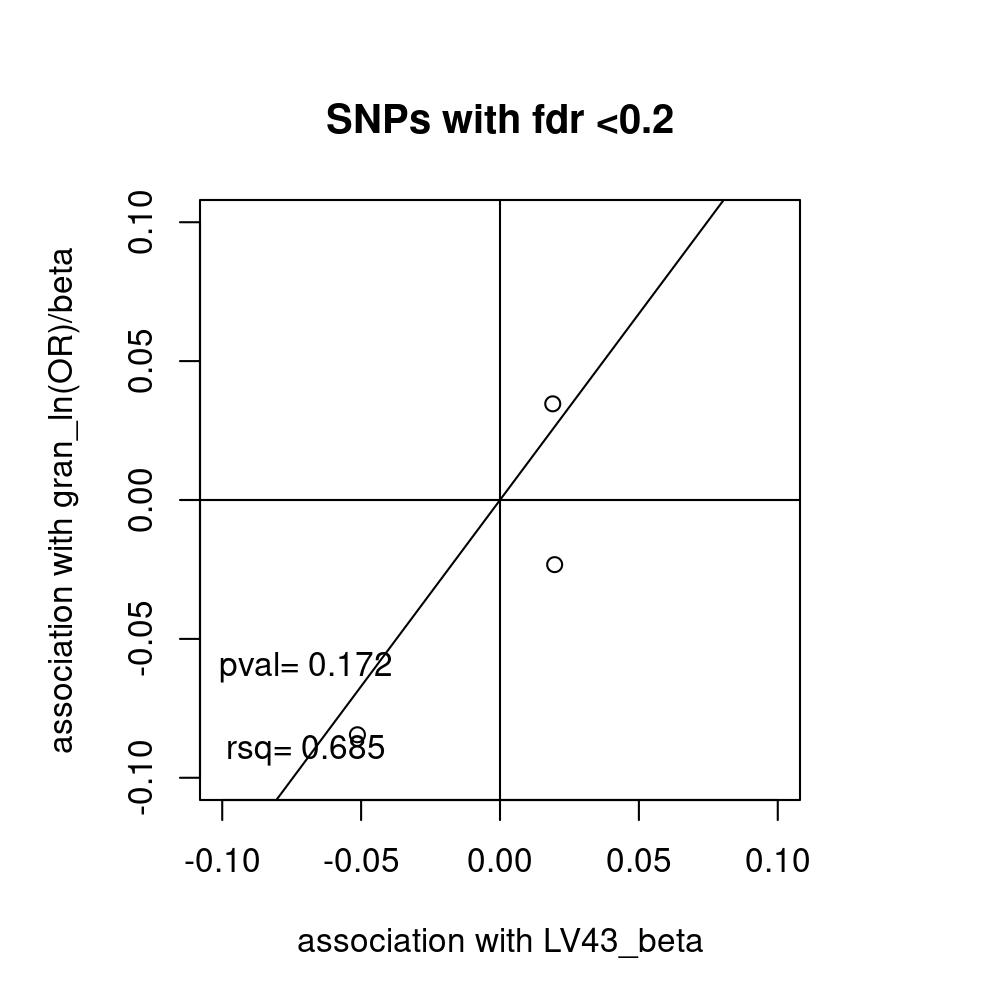 SNPs with fdr <0.2
association with gran_ln(OR)/beta
0.10
0.05
0.00
-0.05
-0.10
pval= 0.172
rsq= 0.685
-0.10 -0.05 0.00 0.05 0.10
association with LV43_beta